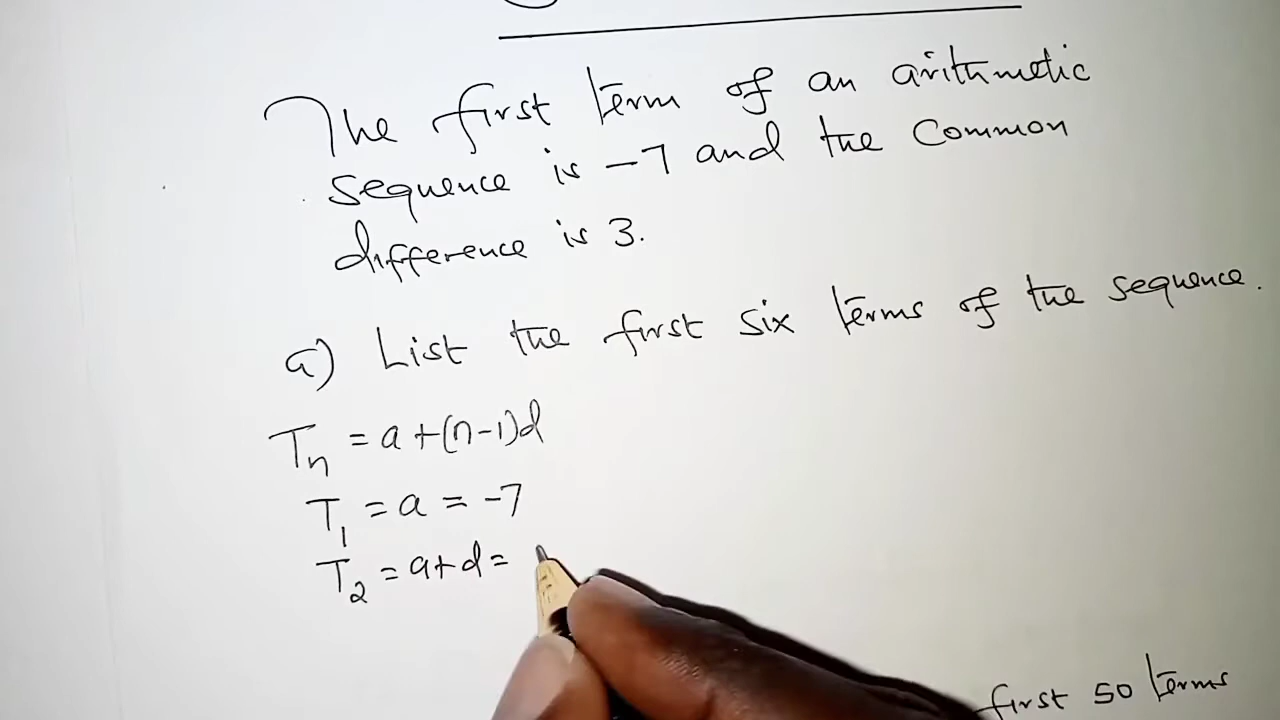 The first term of an arithmetic
sequence is -7 and the common
difference is 3.
a) List the first six terms of the sequence.
Tn = a+(n-1)d
T1 = a = -7
T2 = a+d=
first 50 terms